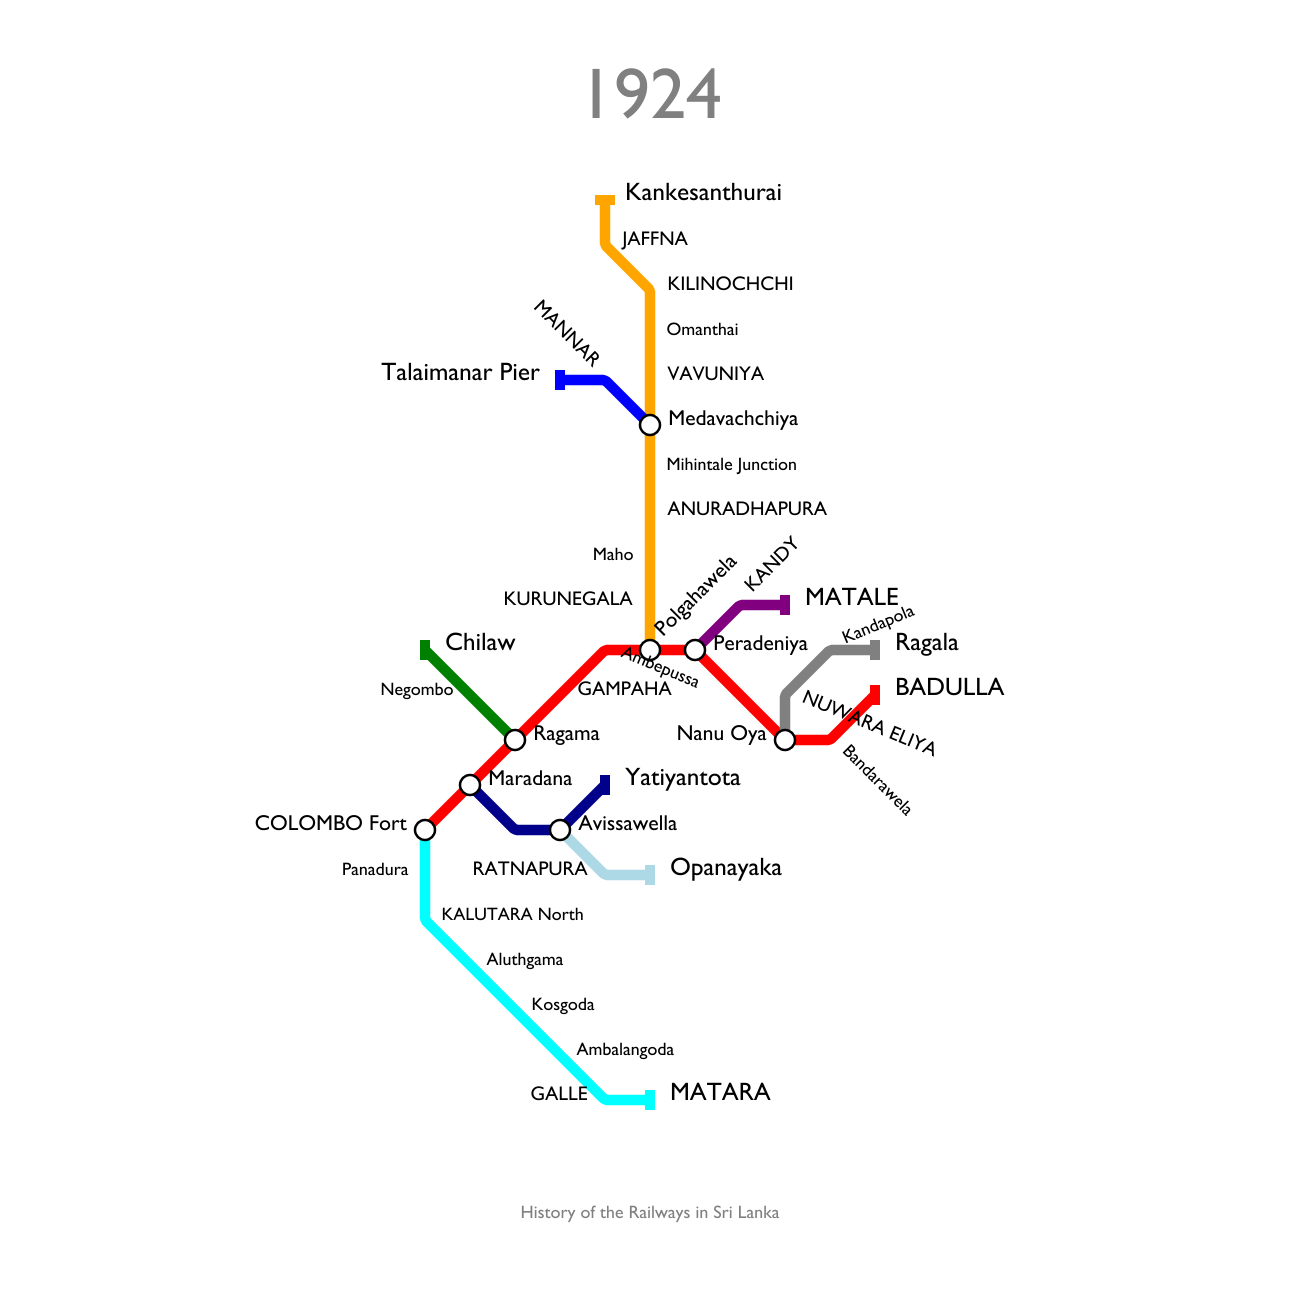 1924
Kankesanthurai
JAFFNA
KILINOCHCHI
MANNAR
Omanthai
Talaimanar Pier
VAVUNIYA
Medavachchiya
Mihintale Junction
ANURADHAPURA
Maho
KURUNEGALA
Polgahawela
KANDY
MATALE
Kandapola
Chilaw
Peradeniya
Ragala
Ambepussa
Negombo
GAMPAHA
BADULLA
NUWARA ELIYA
Ragama
Nanu Oya
Bandarawela
Maradana
Yatiyantota
COLOMBO Fort
Avissawella
Panadura
RATNAPURA
Opanayaka
KALUTARA North
Aluthgama
Kosgoda
Ambalangoda
GALLE
MATARA
History of the Railways in Sri Lanka